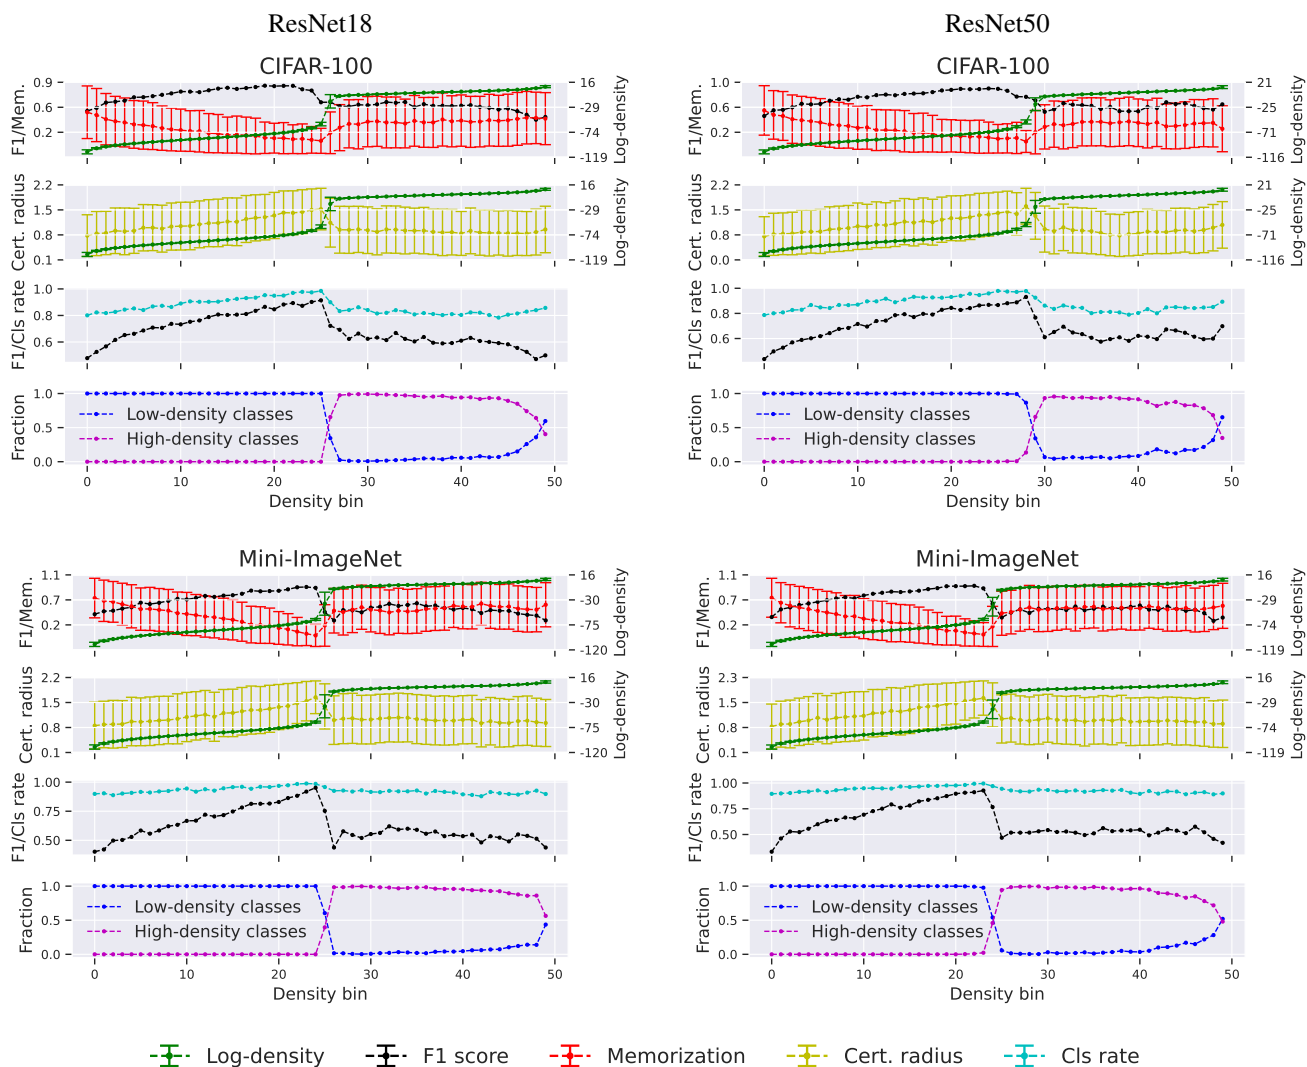 ResNet18
ResNet50
CIFAR-100
0.9
0.6
0.2
F1/Mem.
16
-29
-74
-119
Log-density
2.2
1.5
0.8
0.1
Cert. radius
16
-29
-74
-119
Log-density
1.0
0.8
0.6
F1/Cls rate
1.0
0.5
0.0
Fraction
Low-density classes
High-density classes
0 10 20 30 40 50
Density bin
CIFAR-100
1.0
0.6
0.2
F1/Mem.
21
-25
-71
-116
Log-density
2.2
1.5
0.8
0.0
Cert. radius
21
-25
-71
-116
Log-density
1.0
0.8
0.6
F1/Cls rate
1.0
0.5
0.0
Fraction
Low-density classes
High-density classes
0 10 20 30 40 50
Density bin
Mini-ImageNet
1.1
0.7
0.2
F1/Mem.
16
-30
-75
-120
Log-density
2.2
1.5
0.8
0.1
Cert. radius
16
-30
-75
-120
Log-density
1.00
0.75
0.50
F1/Cls rate
1.0
0.5
0.0
Fraction
Low-density classes
High-density classes
0 10 20 30 40 50
Density bin
Mini-ImageNet
1.1
0.7
0.2
F1/Mem.
16
-29
-74
-119
Log-density
2.3
1.5
0.8
0.1
Cert. radius
16
-29
-74
-119
Log-density
1.00
0.75
0.50
F1/Cls rate
1.0
0.5
0.0
Fraction
Low-density classes
High-density classes
0 10 20 30 40 50
Density bin
Log-density F1 score Memorization Cert. radius Cls rate